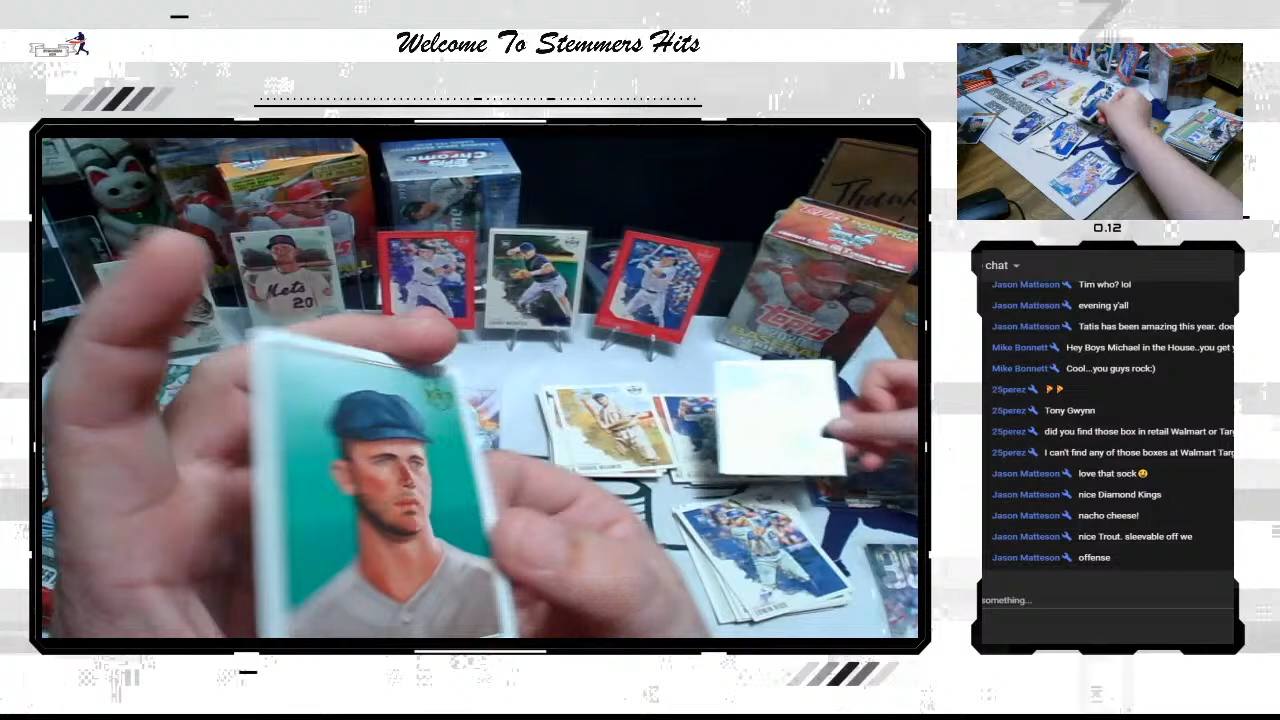 Welcome To Stemmers Hits
0.12
chat
Jason Matteson Tim who? lol
Jason Matteson evening y'all
Jason Matteson Tatis has been amazing this year. doe
Mike Bonnett Hey Boys Michael in the House..you get y
Mike Bonnett Cool...you guys rock:)
25perez
25perez Tony Gwynn
25perez did you find those box in retail Walmart or Tar
25perez I can't find any of those boxes at Walmart Targ
Jason Matteson love that sock
Jason Matteson nice Diamond Kings
Jason Matteson nacho cheese!
Jason Matteson nice Trout. sleevable off we
Jason Matteson offense
something...
Chrome
Thank
Mets
20
TOPPS